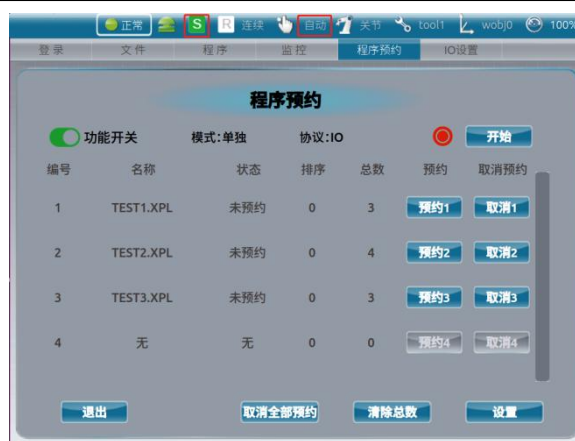 正常 S R 连续 自动 关节 tool1 wobj0 100%
登录 文件 程序 监控 程序预约 IO设置
程序预约
功能开关 模式:单独 协议:IO 开始
编号 名称 状态 排序 总数 预约 取消预约
1 TEST1.XPL 未预约 0 3 预约1 取消1
2 TEST2.XPL 未预约 0 4 预约2 取消2
3 TEST3.XPL 未预约 0 3 预约3 取消3
4 无 无 0 0 预约4 取消4
退出 取消全部预约 清除总数 设置